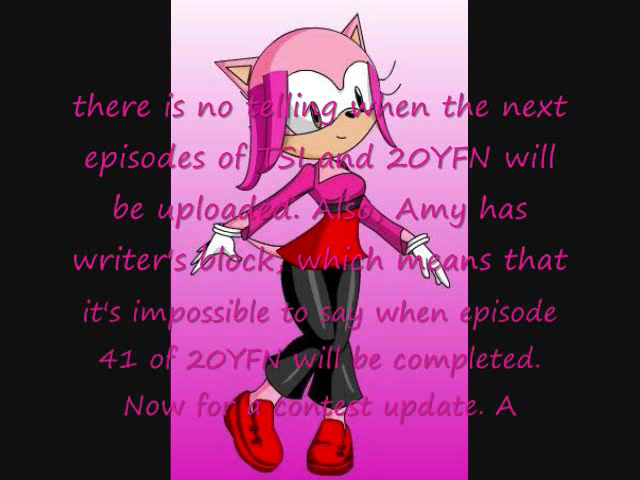 there is no telling when the next
episodes of TSI and 20YFN will
be uploaded. Also, Amy has
writer's block, which means that
it's impossible to say when episode
41 of 20YFN will be completed.
Now for a contest update. A